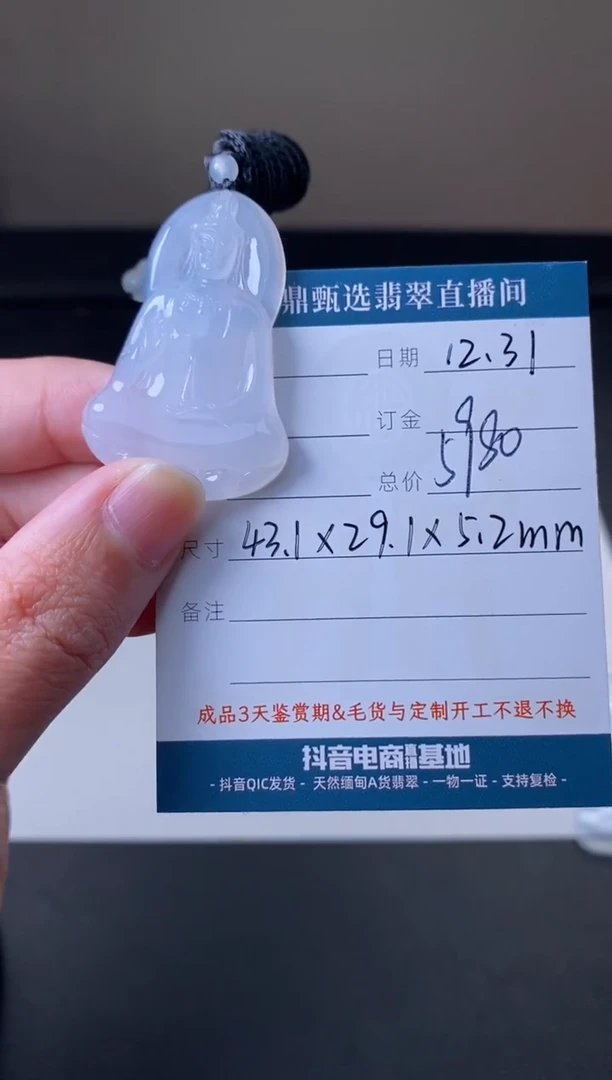 鼎甄选翡翠直播间
日期 12.31
订金
总价 5980
尺寸 43.1×29.1×5.2mm
备注
成品3天鉴赏期&毛货与定制开工不退不换
抖音电商直播基地
- 抖音QIC发货 - 天然缅甸A货翡翠 - 一物一证 - 支持复检 -